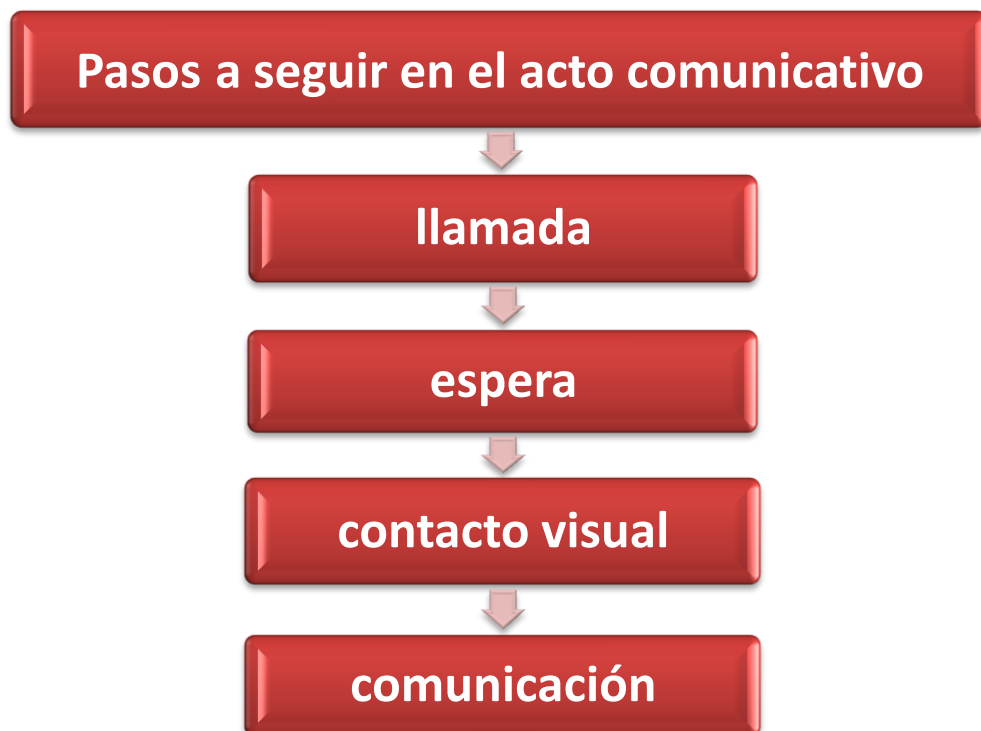 Pasos a seguir en el acto comunicativo
llamada
espera
contacto visual
comunicación